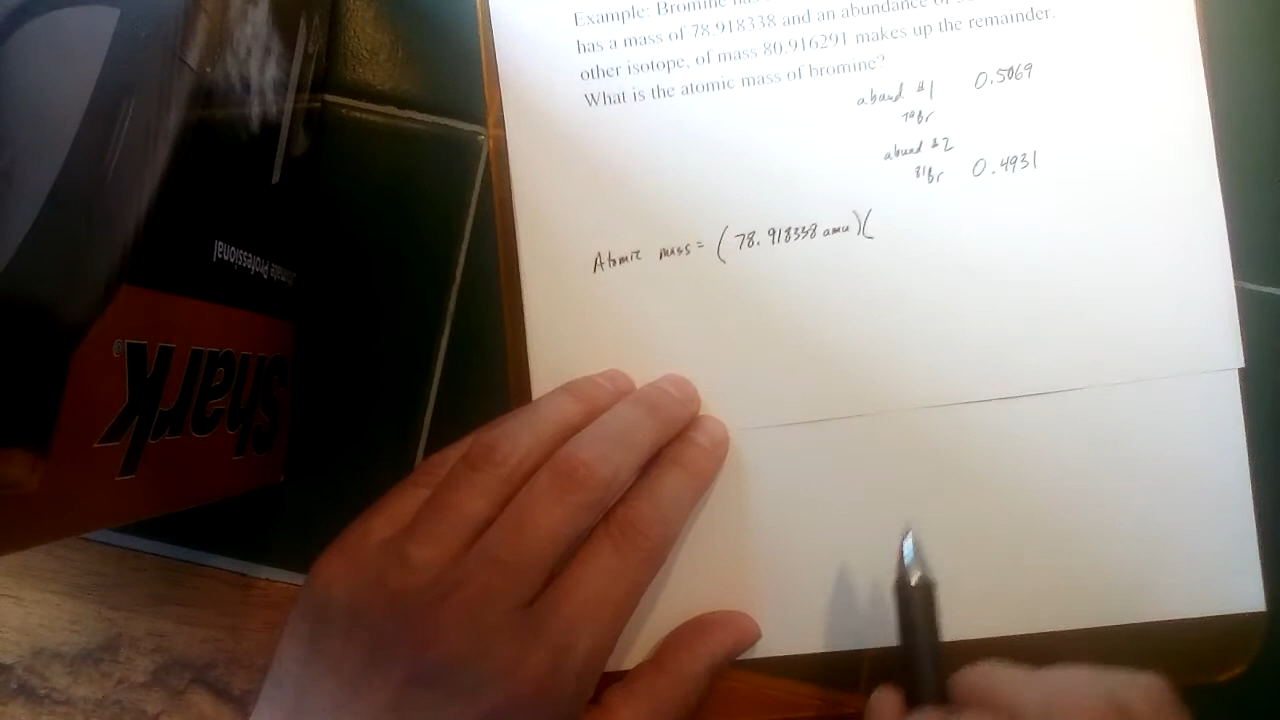 Example: Bromine has
has a mass of 78.918338 and an abundance of
other isotope, of mass 80.916291 makes up the remainder.
What is the atomic mass of bromine?
abund #1 0.5069
79Br
abund #2
81Br 0.4931
Atomic mass = (78.918338 amu)(
Professional
Shark®